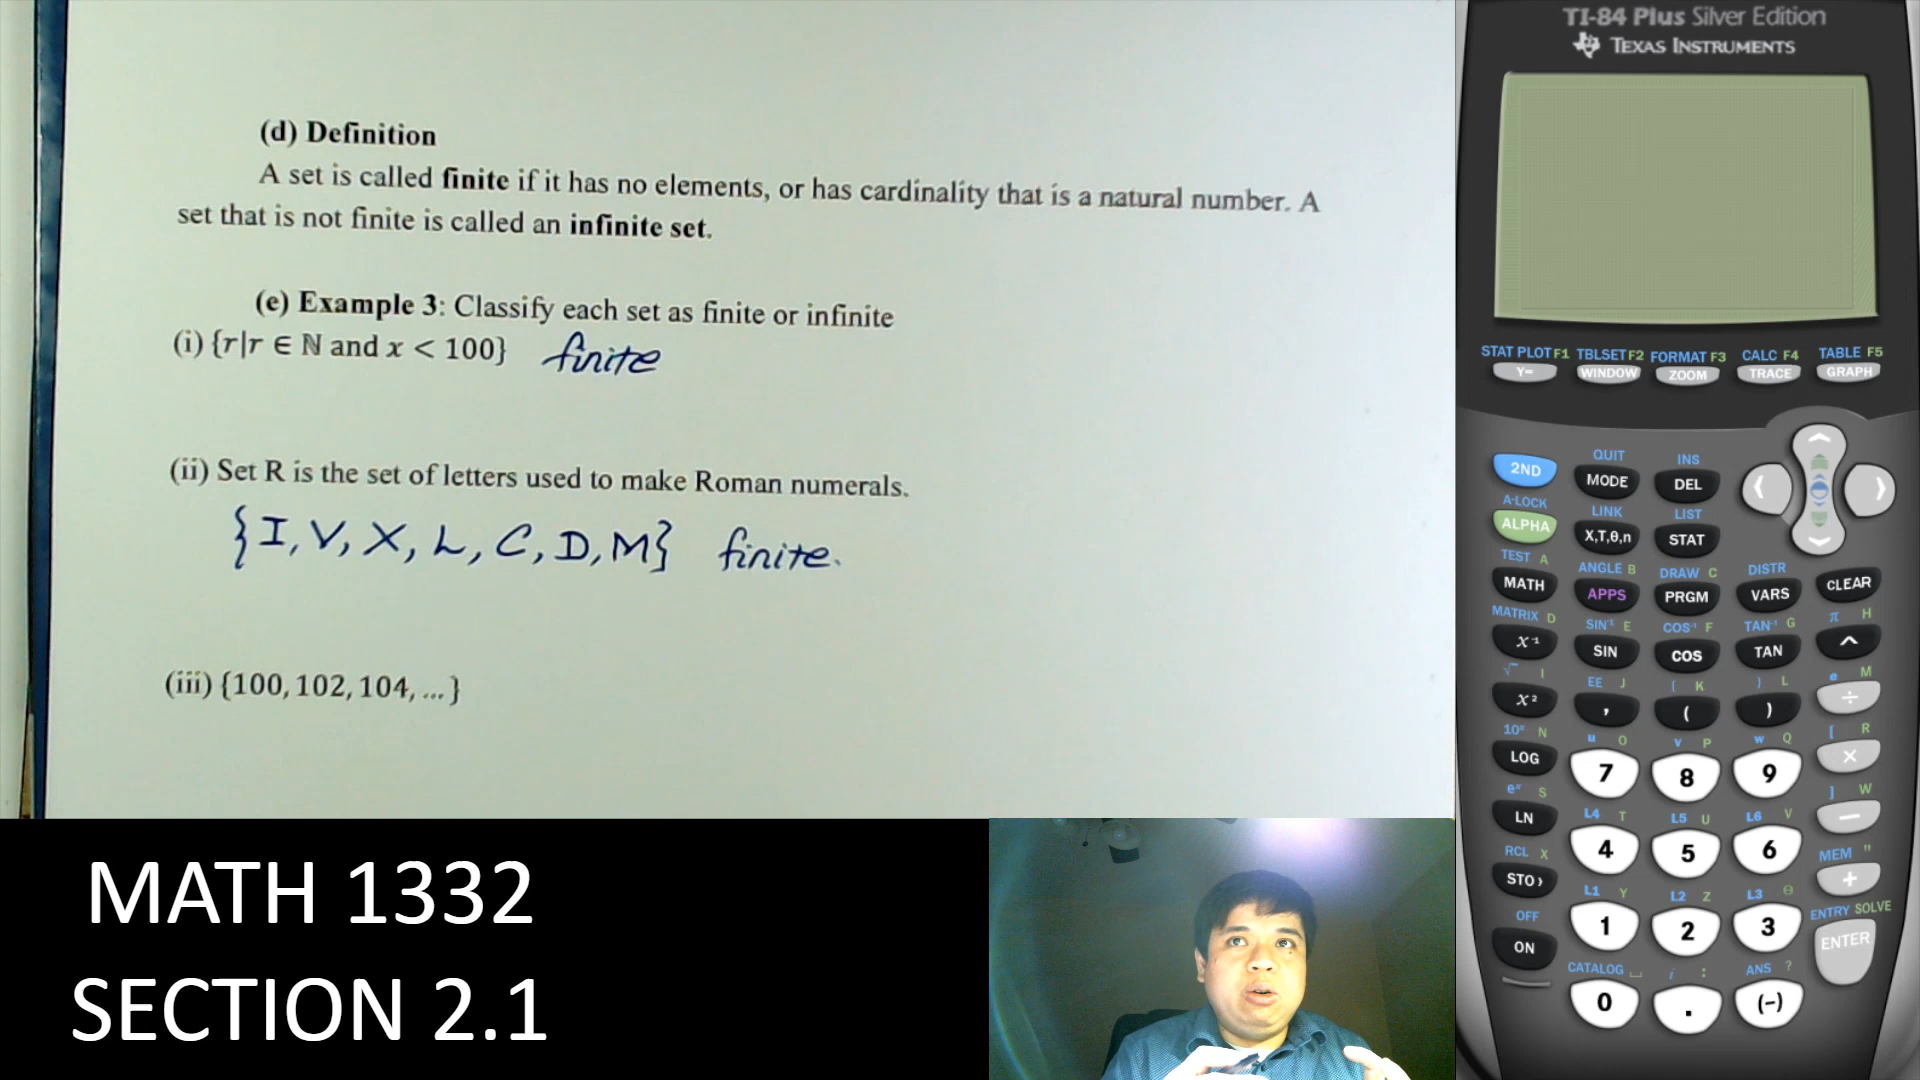 (d) Definition
A set is called finite if it has no elements, or has cardinality that is a natural number. A
set that is not finite is called an infinite set.
(e) Example 3: Classify each set as finite or infinite
(i) {r|r ∈ ℕ and x < 100} finite
(ii) Set R is the set of letters used to make Roman numerals.
{I, V, X, L, C, D, M} finite.
(iii) {100, 102, 104, ... }
MATH 1332
SECTION 2.1
TI-84 Plus Silver Edition
TEXAS INSTRUMENTS
STAT PLOT F1 TBLSET F2 FORMAT F3 CALC F4 TABLE F5
Y= WINDOW ZOOM TRACE GRAPH
QUIT INS
2ND MODE DEL
A-LOCK LINK LIST
ALPHA X,T,θ,n STAT
TEST A ANGLE B DRAW C DISTR
MATH APPS PRGM VARS CLEAR
MATRIX D SIN⁻¹ E COS⁻¹ F TAN⁻¹ G π H
x⁻¹ SIN COS TAN ^
√ I EE J { K } L e M
x² , ( ) ÷
10ˣ N u O v P w Q [ R
LOG 7 8 9 ×
eˣ S L4 T L5 U L6 V ] W
LN 4 5 6 −
RCL X L1 Y L2 Z L3 θ MEM "
STO› 1 2 3 +
OFF CATALOG ⎵ i : ANS ? ENTRY SOLVE
ON 0 . (−) ENTER